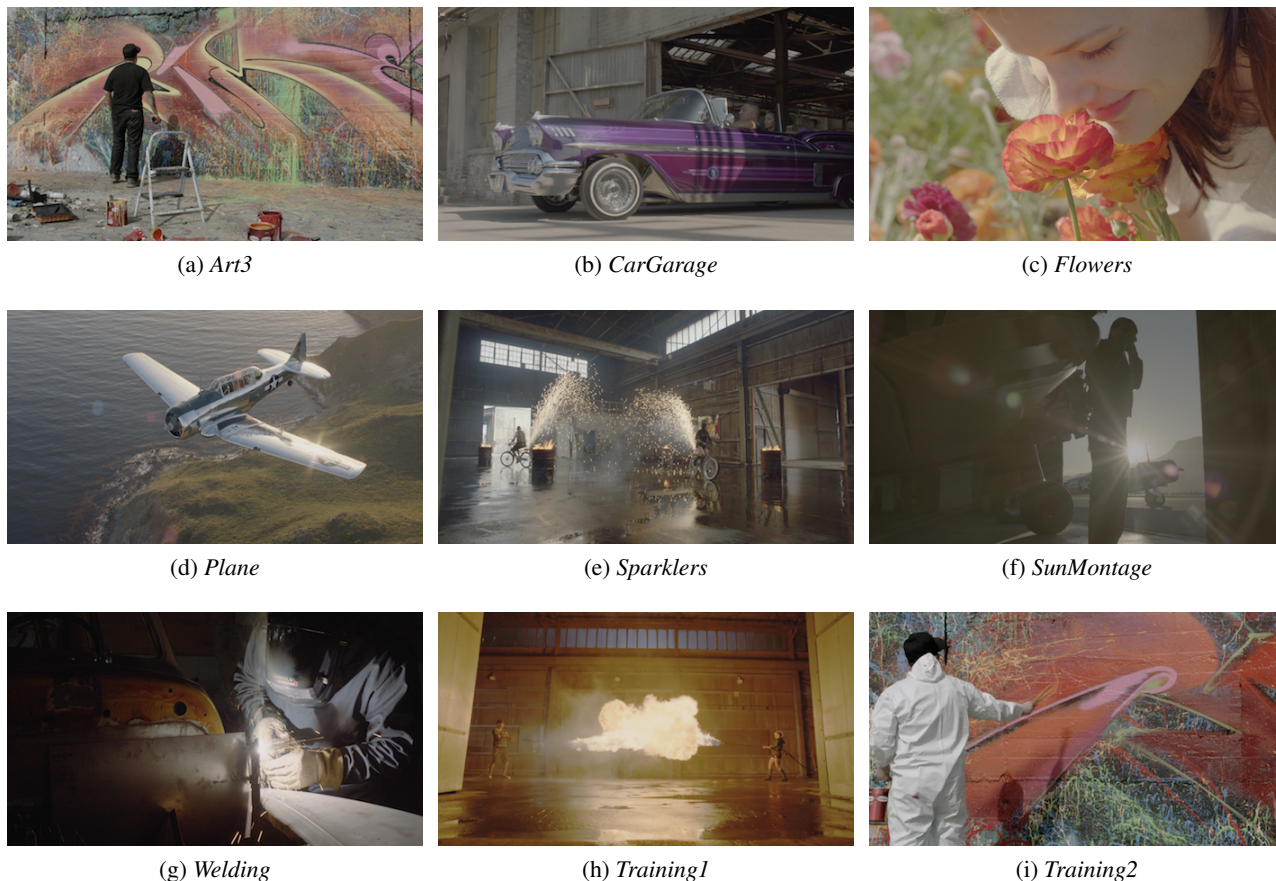 (a) Art3
(b) CarGarage
(c) Flowers
(d) Plane
(e) Sparklers
(f) SunMontage
(g) Welding
(h) Training1
(i) Training2